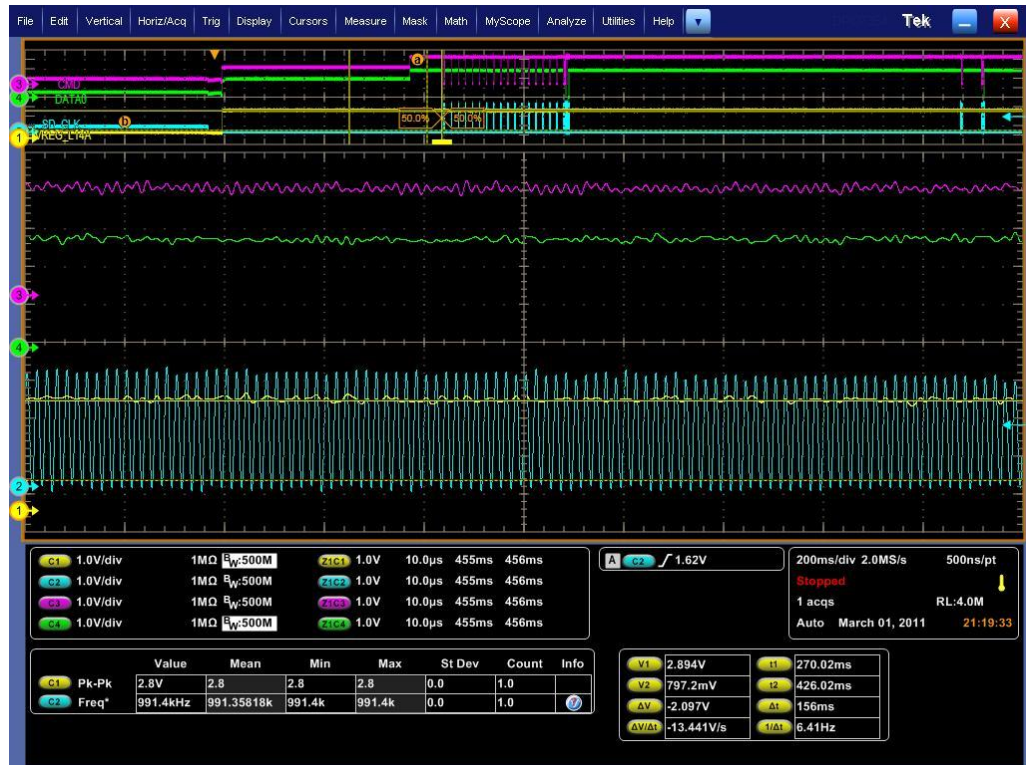 File Edit Vertical Horiz/Acq Trig Display Cursors Measure Mask Math MyScope Analyze Utilities Help Tek X
a
3 CMD
4 DATA0
SD_CLK b
1 VREG_L14A 50.0% 50.0%
3
4
2
1
C1 1.0V/div 1MΩ BW:500M Z1C1 1.0V 10.0µs 455ms 456ms A C2 1.62V 200ms/div 2.0MS/s 500ns/pt
C2 1.0V/div 1MΩ BW:500M Z1C2 1.0V 10.0µs 455ms 456ms Stopped
C3 1.0V/div 1MΩ BW:500M Z1C3 1.0V 10.0µs 455ms 456ms 1 acqs RL:4.0M
C4 1.0V/div 1MΩ BW:500M Z1C4 1.0V 10.0µs 455ms 456ms Auto March 01, 2011 21:19:33
Value Mean Min Max St Dev Count Info
C1 Pk-Pk 2.8V 2.8 2.8 2.8 0.0 1.0
C2 Freq* 991.4kHz 991.35818k 991.4k 991.4k 0.0 1.0
V1 2.894V t1 270.02ms
V2 797.2mV t2 426.02ms
ΔV -2.097V Δt 156ms
ΔV/Δt -13.441V/s 1/Δt 6.41Hz